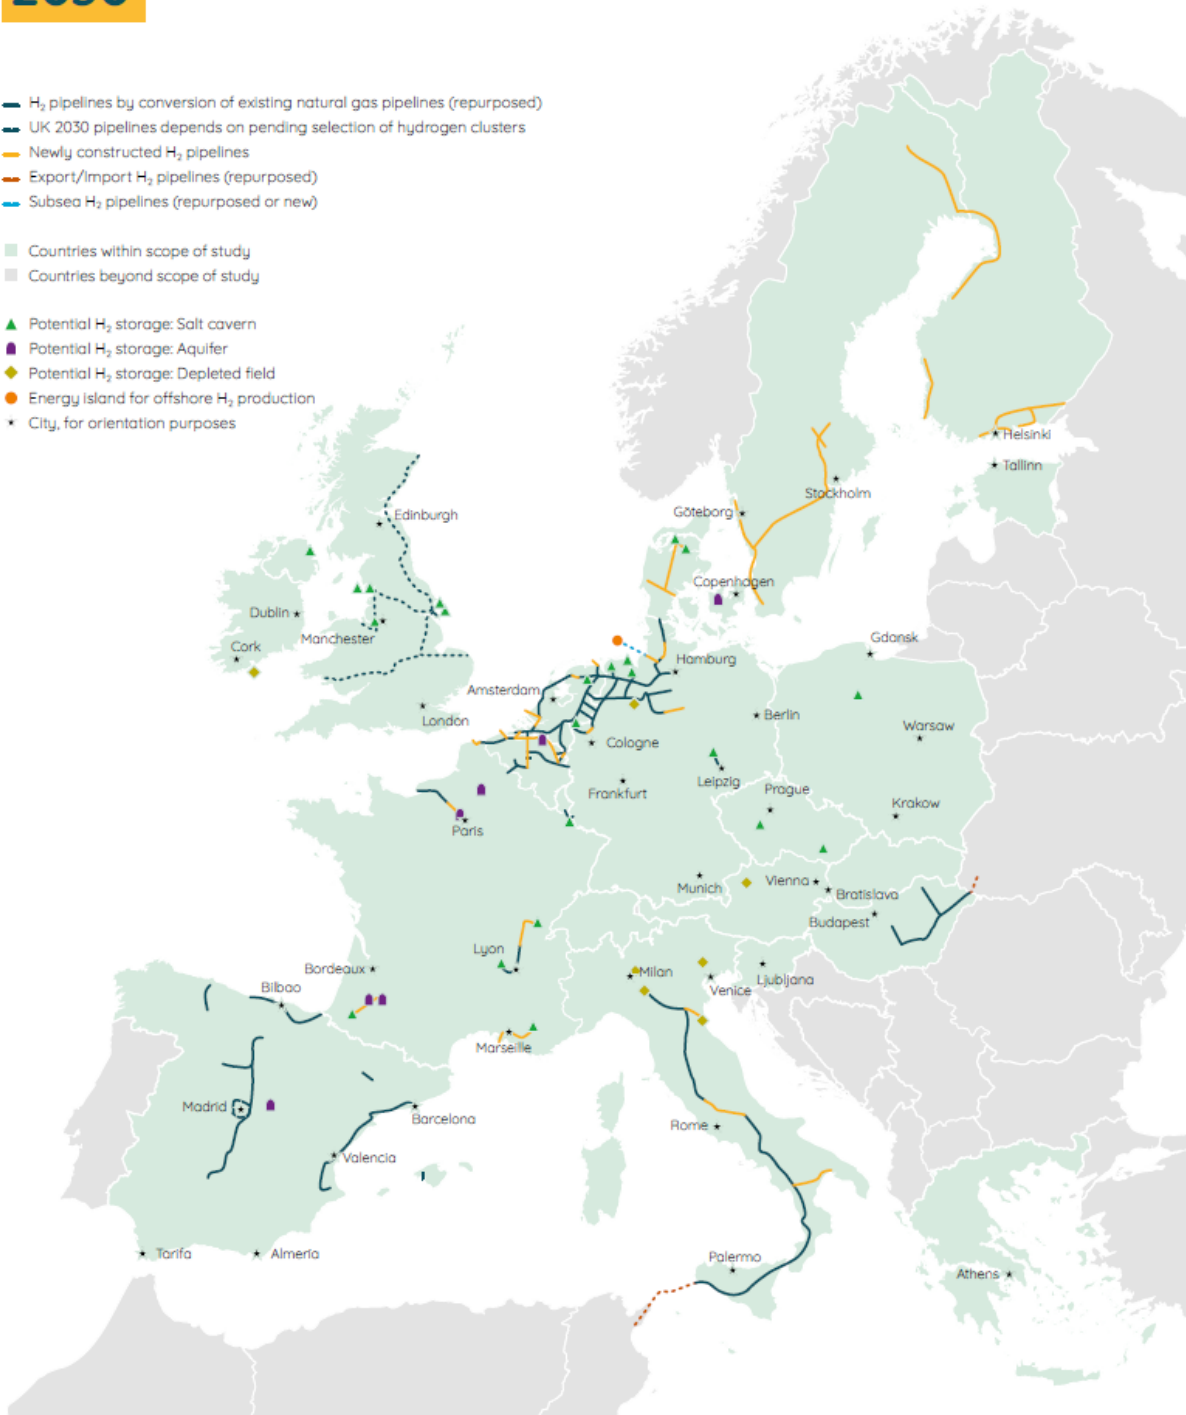 2030
H₂ pipelines by conversion of existing natural gas pipelines (repurposed)
UK 2030 pipelines depends on pending selection of hydrogen clusters
Newly constructed H₂ pipelines
Export/Import H₂ pipelines (repurposed)
Subsea H₂ pipelines (repurposed or new)
Countries within scope of study
Countries beyond scope of study
Potential H₂ storage: Salt cavern
Potential H₂ storage: Aquifer
Potential H₂ storage: Depleted field
Energy island for offshore H₂ production
City, for orientation purposes
Helsinki
Tallinn
Stockholm
Göteborg
Edinburgh
Copenhagen
Dublin
Manchester
Cork
Gdansk
Hamburg
Amsterdam
London
Berlin
Warsaw
Cologne
Leipzig
Frankfurt
Prague
Krakow
Paris
Munich
Vienna
Bratislava
Budapest
Lyon
Bordeaux
Milan
Venice
Ljubljana
Bilbao
Marseille
Madrid
Barcelona
Rome
Valencia
Tarifa
Almería
Palermo
Athens